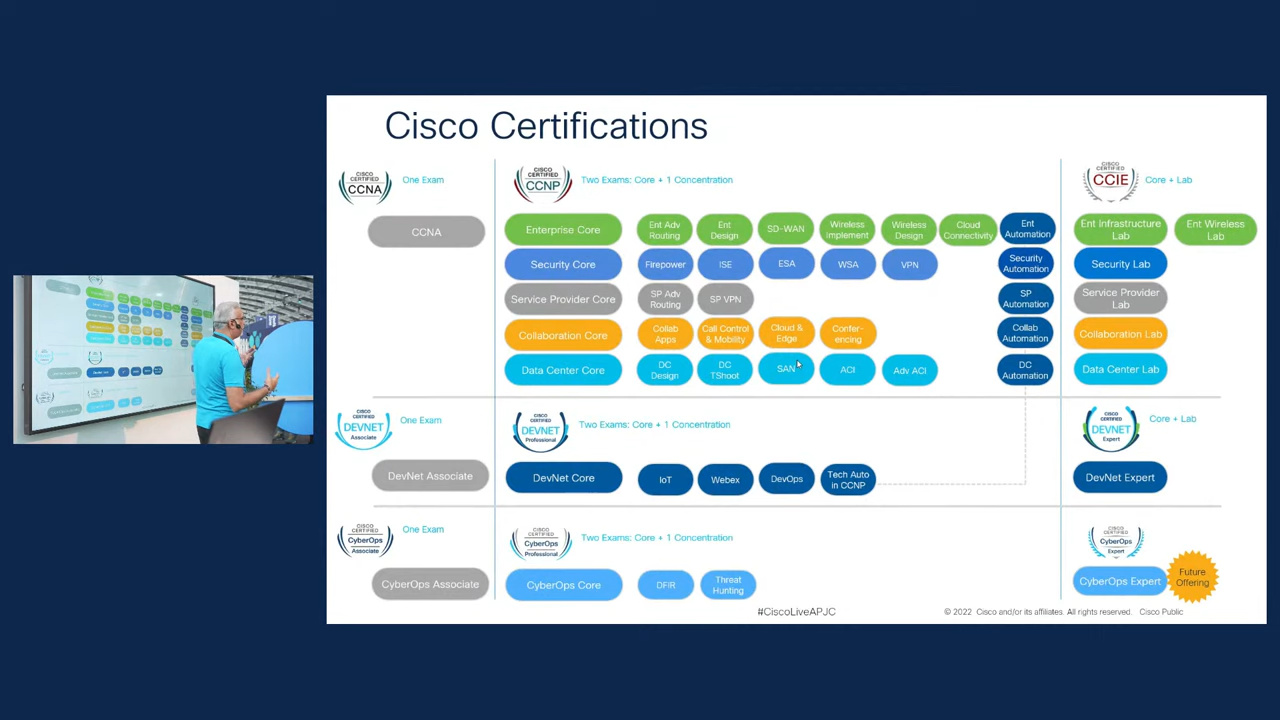 Cisco Certifications
CISCO
CERTIFIED
CCNA
One Exam
CISCO
CERTIFIED
CCNP
Two Exams: Core + 1 Concentration
CISCO
CERTIFIED
CCIE
Core + Lab
CCNA
Enterprise Core
Ent Adv
Routing
Ent
Design
SD-WAN
Wireless
Implement
Wireless
Design
Cloud
Connectivity
Ent
Automation
Ent Infrastructure
Lab
Ent Wireless
Lab
Security Core
Firepower
ISE
ESA
WSA
VPN
Security
Automation
Security Lab
Service Provider Core
SP Adv
Routing
SP VPN
SP
Automation
Service Provider
Lab
Collaboration Core
Collab
Apps
Call Control
& Mobility
Cloud &
Edge
Confer-
encing
Collab
Automation
Collaboration Lab
Data Center Core
DC
Design
DC
TShoot
SAN
ACI
Adv ACI
DC
Automation
Data Center Lab
CISCO
CERTIFIED
DEVNET
Associate
One Exam
CISCO
CERTIFIED
DEVNET
Professional
Two Exams: Core + 1 Concentration
CISCO
CERTIFIED
DEVNET
Expert
Core + Lab
DevNet Associate
DevNet Core
IoT
Webex
DevOps
Tech Auto
in CCNP
DevNet Expert
CISCO
CERTIFIED
CyberOps
Associate
One Exam
CISCO
CERTIFIED
CyberOps
Professional
Two Exams: Core + 1 Concentration
CISCO
CERTIFIED
CyberOps
Expert
CyberOps Associate
CyberOps Core
DFIR
Threat
Hunting
CyberOps Expert
Future
Offering
#CiscoLiveAPJC
© 2022 Cisco and/or its affiliates. All rights reserved. Cisco Public